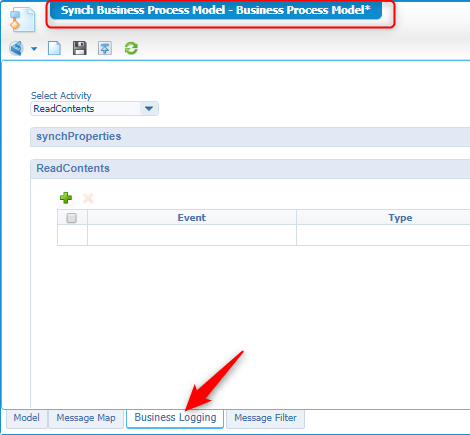 Synch Business Process Model - Business Process Model*
Select Activity
ReadContents
synchProperties
ReadContents
Event Type
Model Message Map Business Logging Message Filter